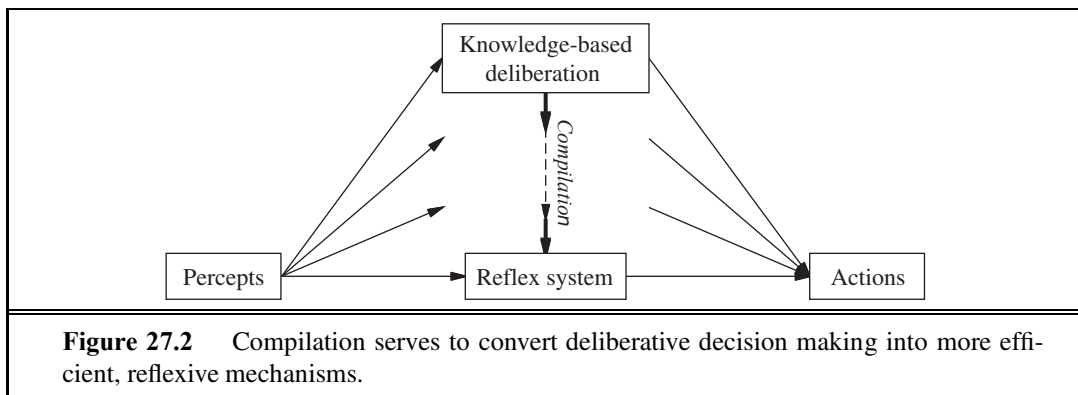 Knowledge-based
deliberation
Compilation
Percepts
Reflex system
Actions
Figure 27.2 Compilation serves to convert deliberative decision making into more effi-
cient, reflexive mechanisms.